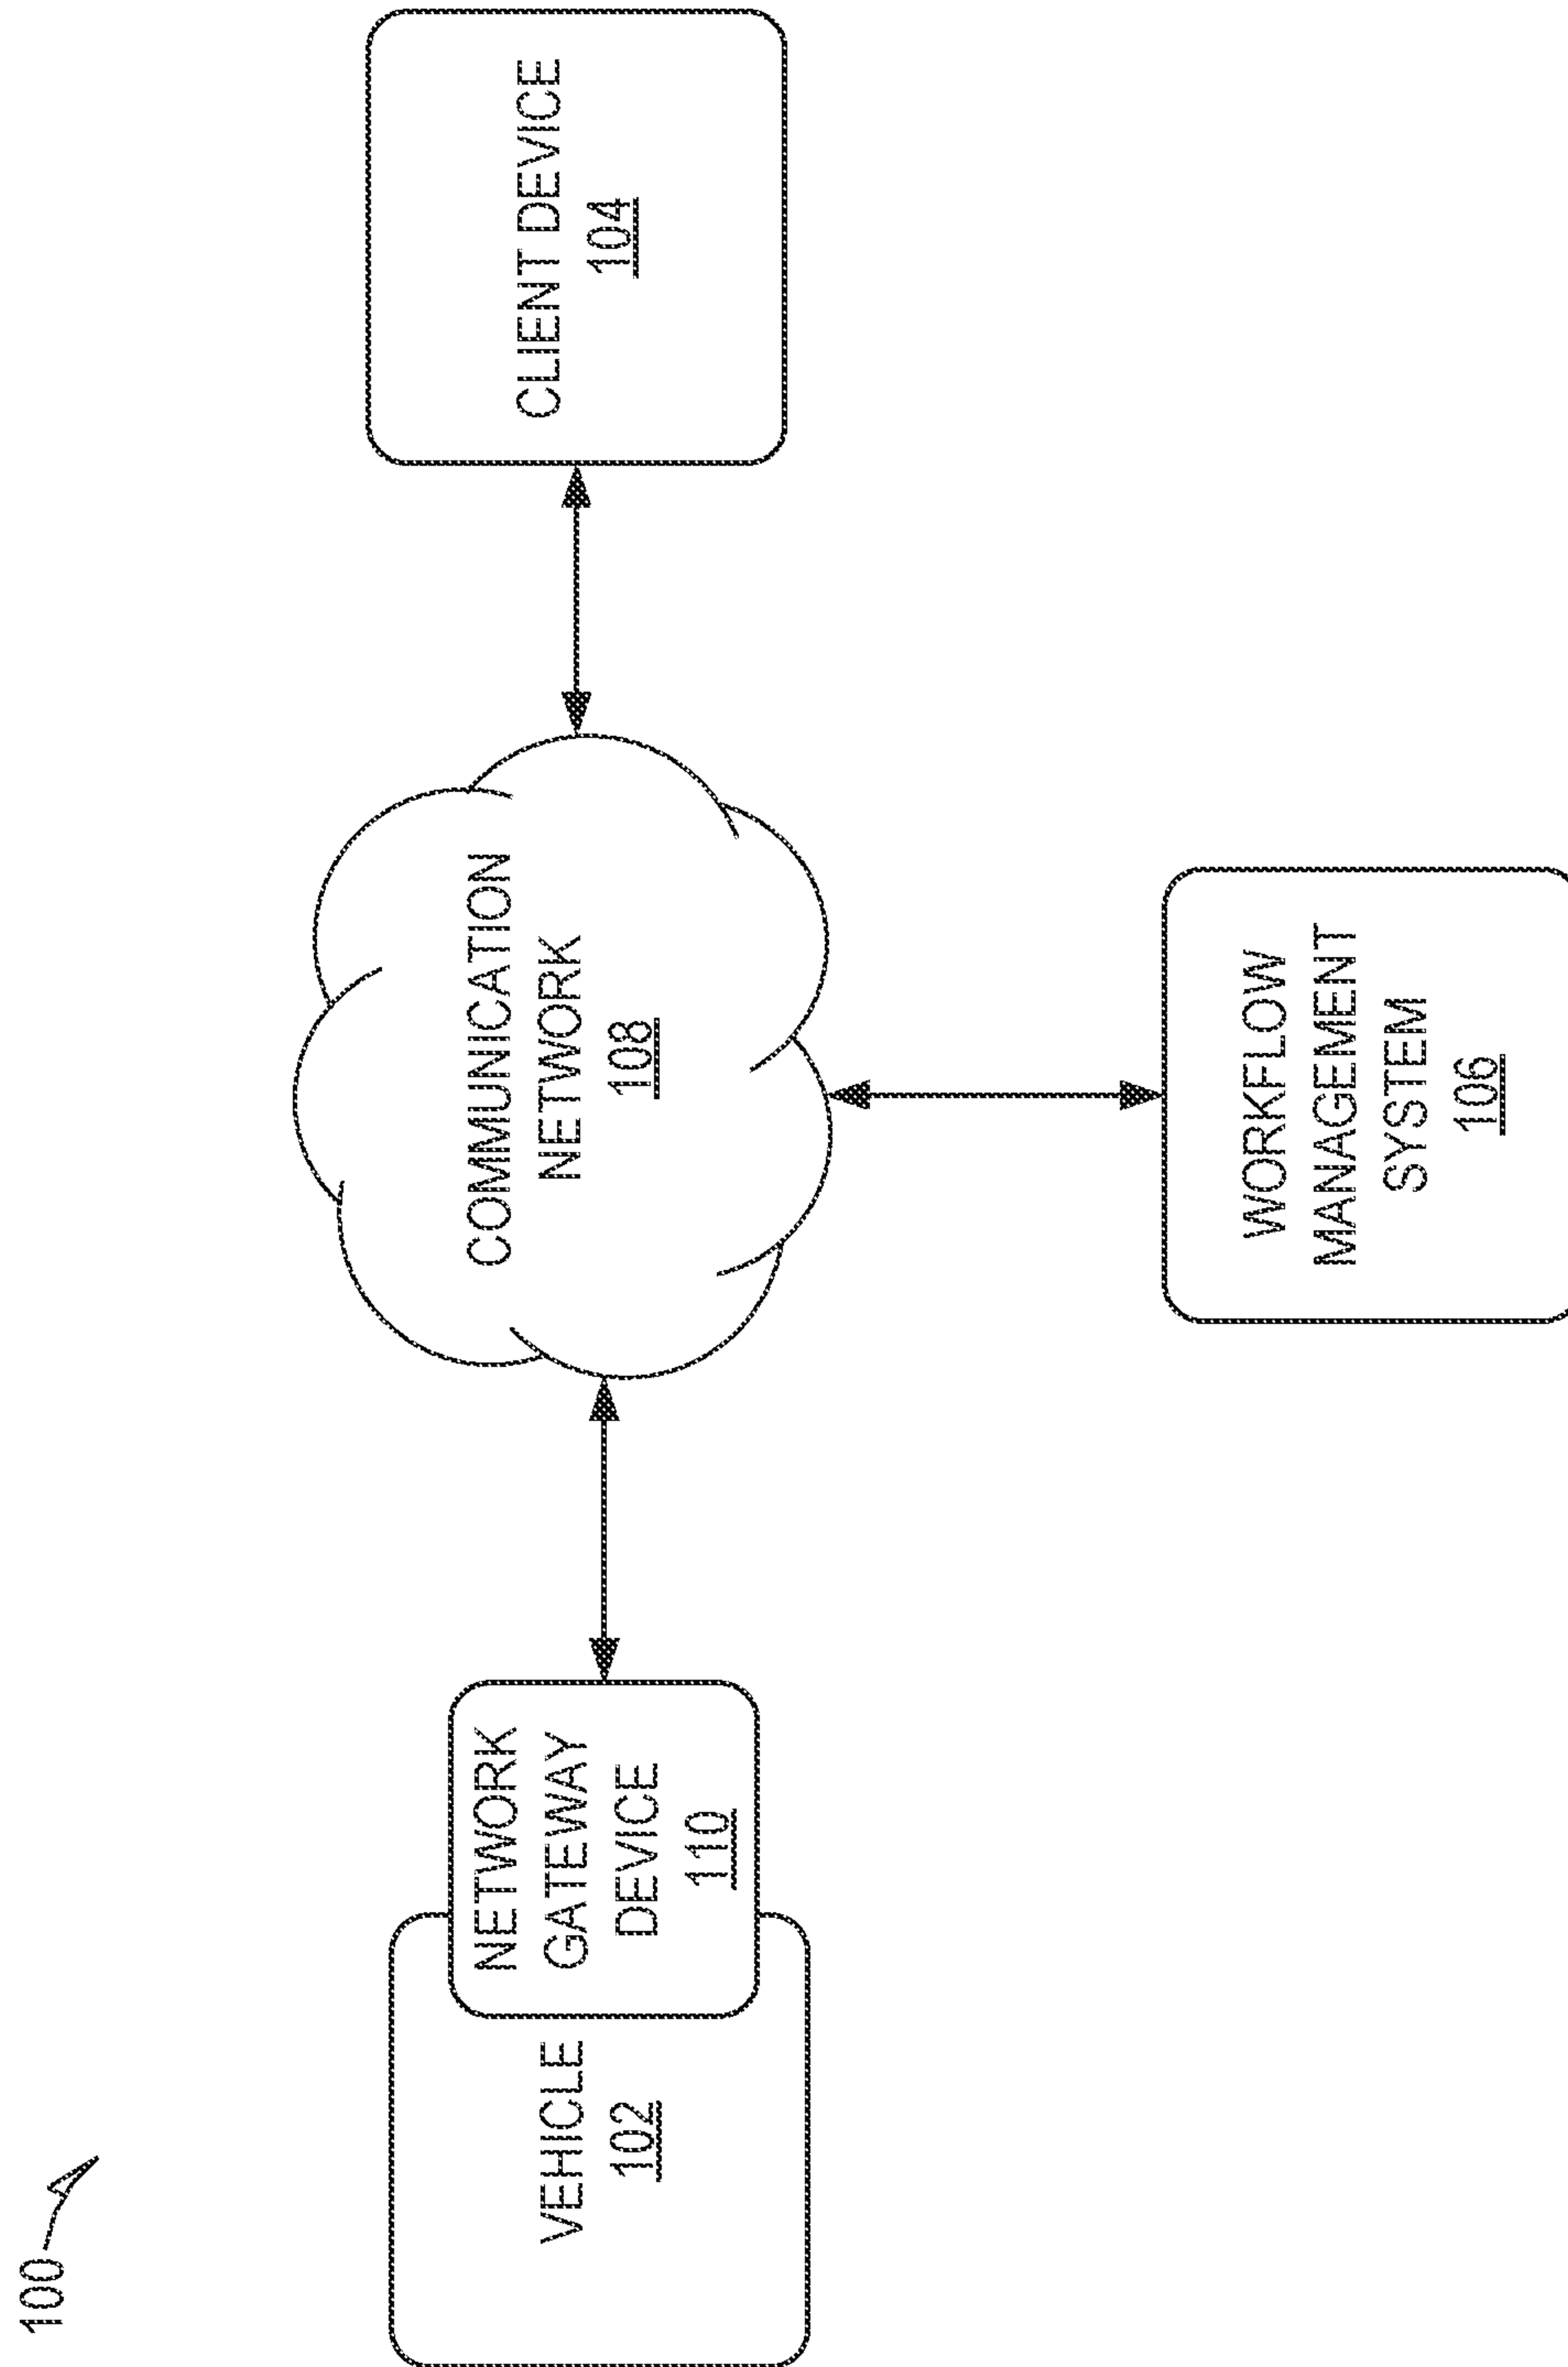 100
VEHICLE
102
NETWORK
GATEWAY
DEVICE
110
COMMUNICATION
NETWORK
108
CLIENT DEVICE
104
WORKFLOW
MANAGEMENT
SYSTEM
106